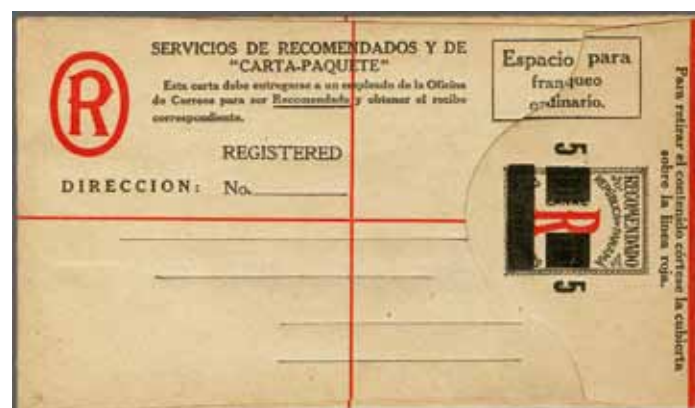 R
SERVICIOS DE RECOMENDADOS Y DE
"CARTA-PAQUETE"
Esta carta debe entregarse a un empleado de la Oficina
de Correos para ser Recomendada y obtener el recibo
correspondiente.
REGISTERED
DIRECCION: No.
Espacio para
franqueo
ordinario.
5
RECOMENDADO
R
5
Para retirar el contenido córtese la cubierta
sobre la línea roja.